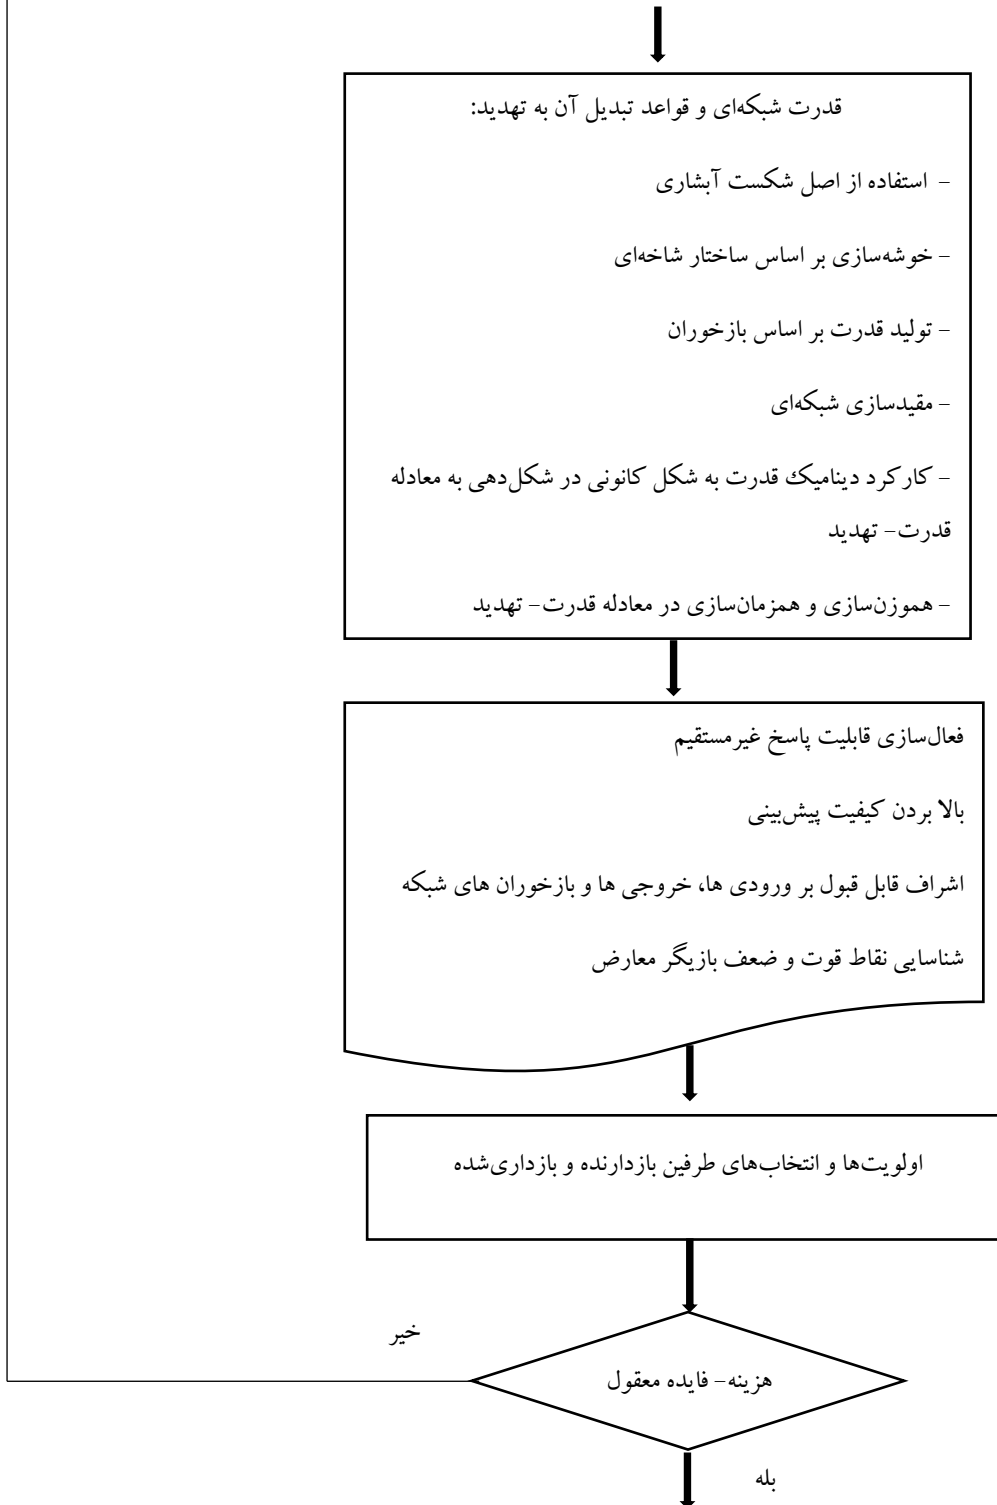 قدرت شبکه‌ای و قواعد تبدیل آن به تهدید:
- استفاده از اصل شکست آبشاری
- خوشه‌سازی بر اساس ساختار شاخه‌ای
- تولید قدرت بر اساس بازخوران
- مقیدسازی شبکه‌ای
- کارکرد دینامیک قدرت به شکل کانونی در شکل‌دهی به معادله
قدرت- تهدید
- هموزن‌سازی و همزمان‌سازی در معادله قدرت- تهدید
فعال‌سازی قابلیت پاسخ غیرمستقیم
بالا بردن کیفیت پیش‌بینی
اشراف قابل قبول بر ورودی ها، خروجی ها و بازخوران های شبکه
شناسایی نقاط قوت و ضعف بازیگر معارض
اولویت‌ها و انتخاب‌های طرفین بازدارنده و بازداری‌شده
خیر
هزینه- فایده معقول
بله